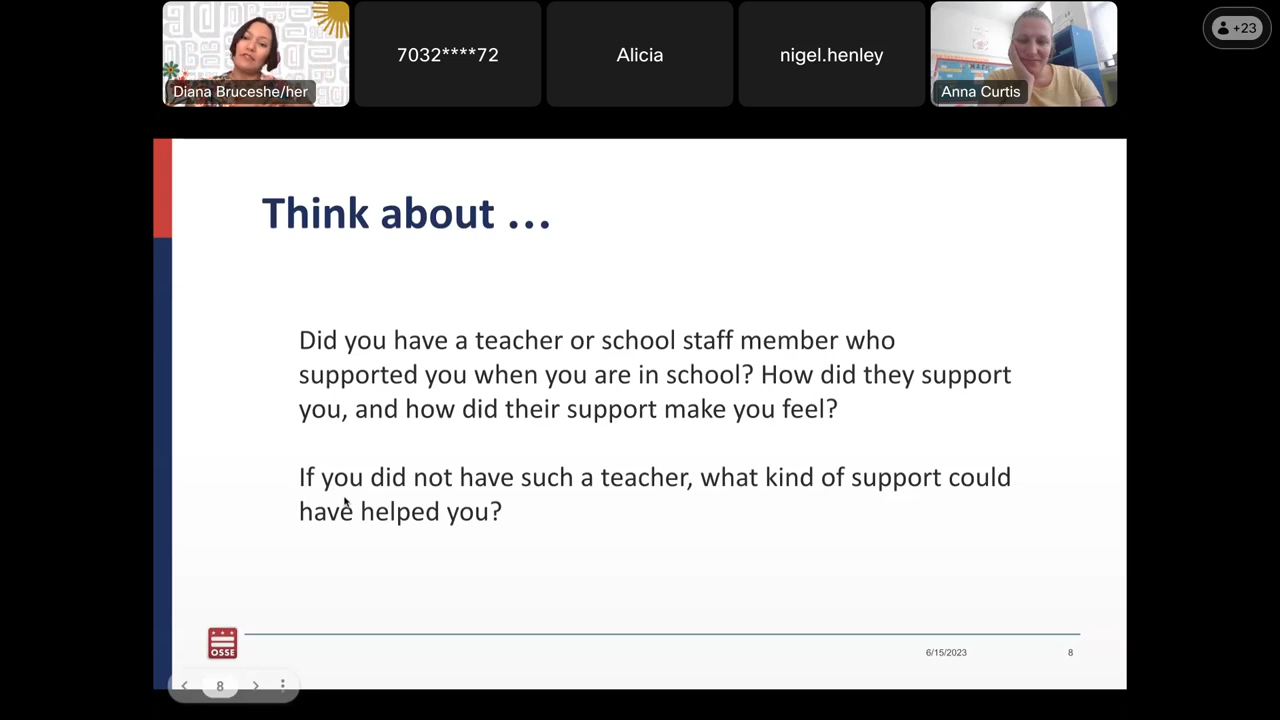 +23
7032****72
Alicia
nigel.henley
Diana Bruceshe/her
Anna Curtis
MATH
Think about …
Did you have a teacher or school staff member who
supported you when you are in school? How did they support
you, and how did their support make you feel?
If you did not have such a teacher, what kind of support could
have helped you?
OSSE
6/15/2023
8
8